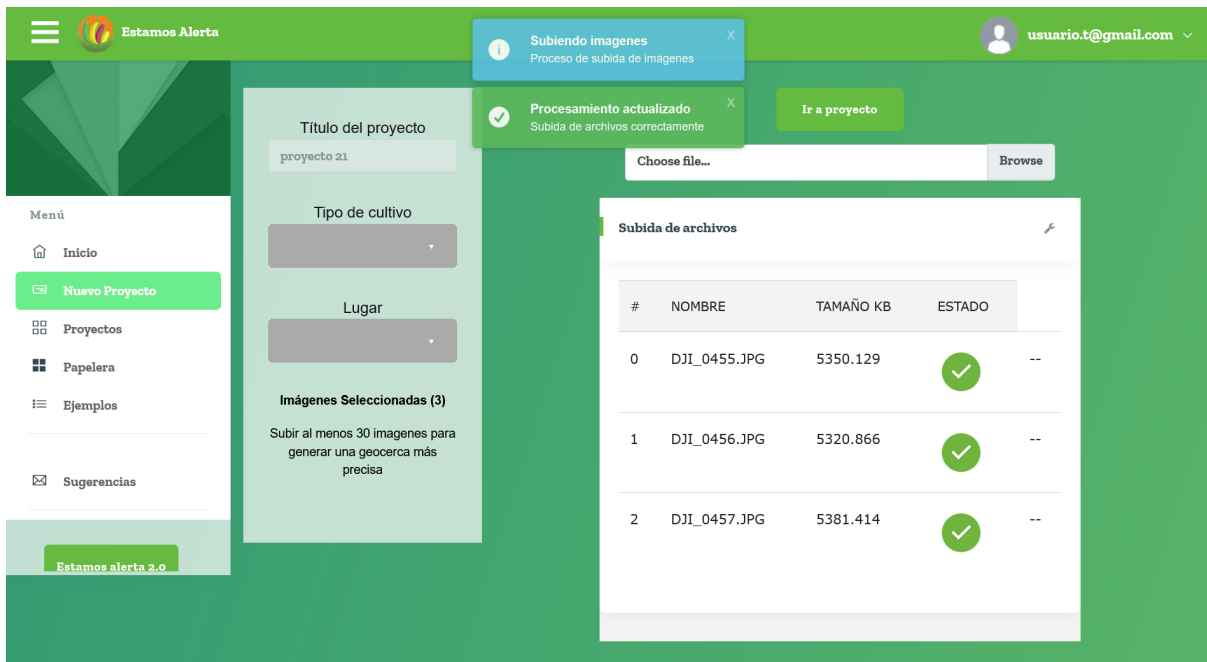 Estamos Alerta
Subiendo imagenes
X
Proceso de subida de imágenes
usuario.t@gmail.com
Procesamiento actualizado
X
Subida de archivos correctamente
Menú
Inicio
Nuevo Proyecto
Proyectos
Papelera
Ejemplos
Sugerencias
Estamos alerta 2.0
Título del proyecto
proyecto 21
Tipo de cultivo
Lugar
Imágenes Seleccionadas (3)
Subir al menos 30 imagenes para
generar una geocerca más
precisa
Ir a proyecto
Choose file... Browse
Subida de archivos
# NOMBRE TAMAÑO KB ESTADO
0 DJI_0455.JPG 5350.129 --
1 DJI_0456.JPG 5320.866 --
2 DJI_0457.JPG 5381.414 --